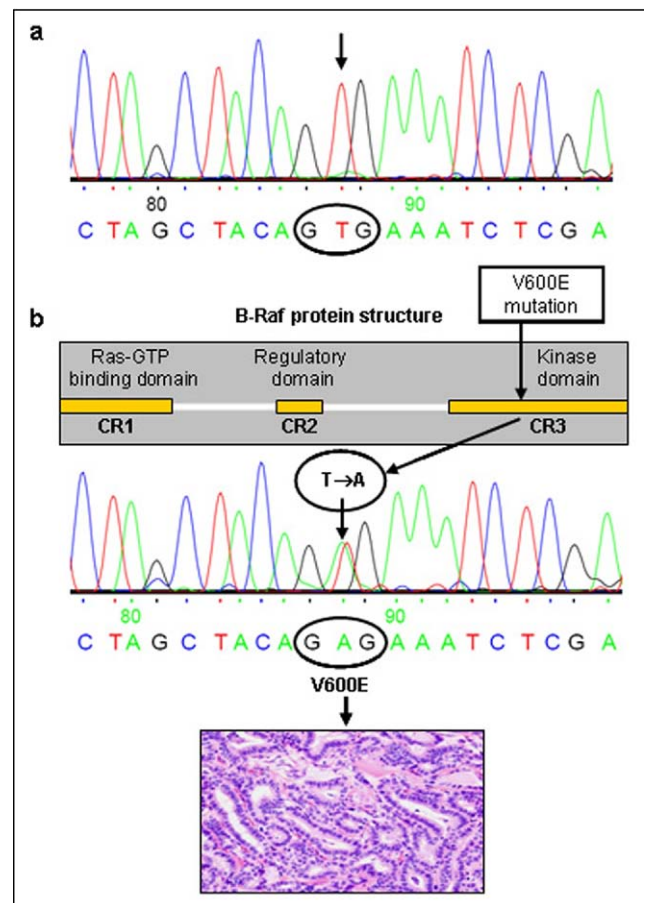 a
80 90
C T A G C T A C A G T G A A A T C T C G A
V600E
mutation
b
B-Raf protein structure
Ras-GTP
binding domain
Regulatory
domain
Kinase
domain
CR1 CR2 CR3
T→A
80 90
C T A G C T A C A G A G A A A T C T C G A
V600E